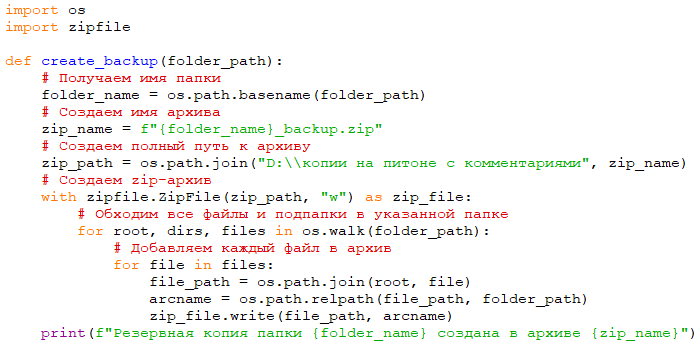 import os
import zipfile

def create_backup(folder_path):
    # Получаем имя папки
    folder_name = os.path.basename(folder_path)
    # Создаем имя архива
    zip_name = f"{folder_name}_backup.zip"
    # Создаем полный путь к архиву
    zip_path = os.path.join("D:\\копии на питоне с комментариями", zip_name)
    # Создаем zip-архив
    with zipfile.ZipFile(zip_path, "w") as zip_file:
        # Обходим все файлы и подпапки в указанной папке
        for root, dirs, files in os.walk(folder_path):
            # Добавляем каждый файл в архив
            for file in files:
                file_path = os.path.join(root, file)
                arcname = os.path.relpath(file_path, folder_path)
                zip_file.write(file_path, arcname)
    print(f"Резервная копия папки {folder_name} создана в архиве {zip_name}")